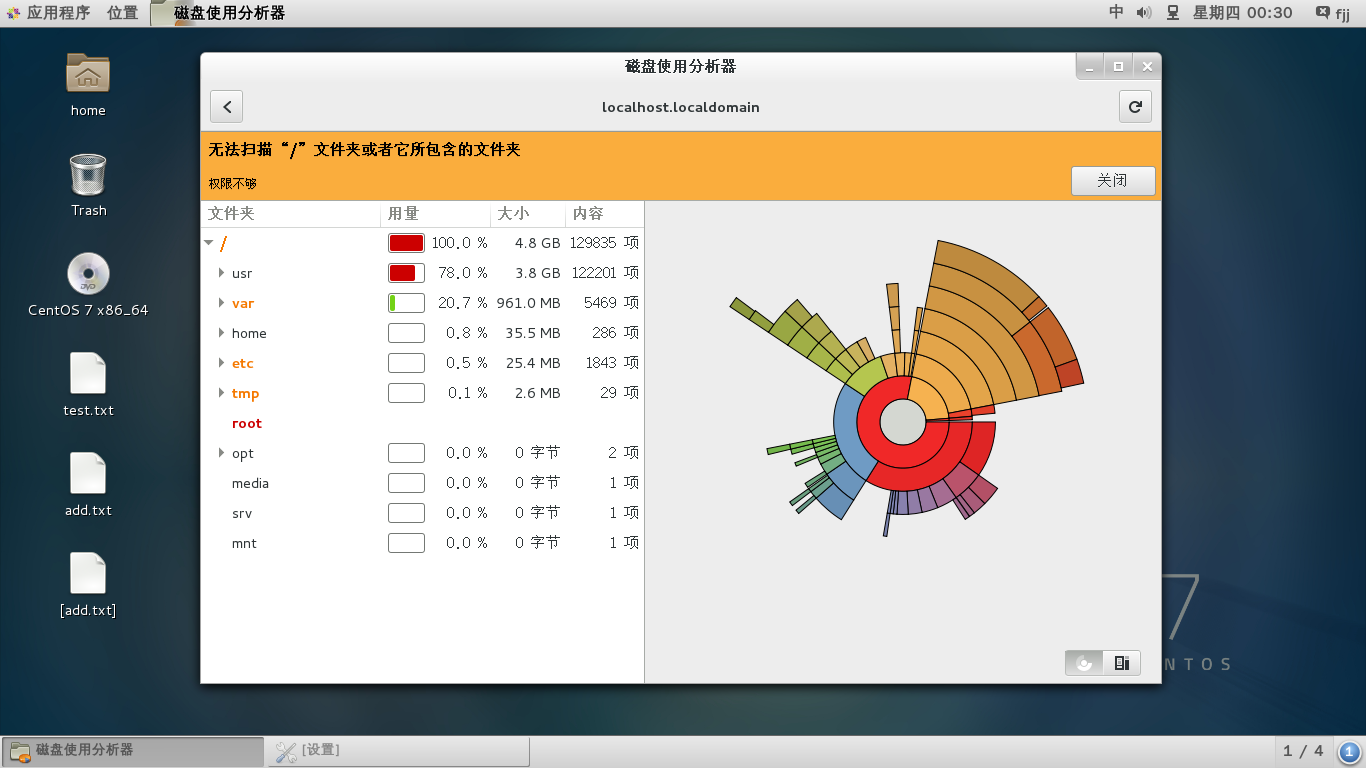 应用程序 位置 磁盘使用分析器 中 星期四 00:30 fjj
home
Trash
DVD
CentOS 7 x86_64
test.txt
add.txt
[add.txt]
磁盘使用分析器
localhost.localdomain
无法扫描“/”文件夹或者它所包含的文件夹
权限不够
关闭
文件夹 用量 大小 内容
/ 100.0 % 4.8 GB 129835 项
usr 78.0 % 3.8 GB 122201 项
var 20.7 % 961.0 MB 5469 项
home 0.8 % 35.5 MB 286 项
etc 0.5 % 25.4 MB 1843 项
tmp 0.1 % 2.6 MB 29 项
root
opt 0.0 % 0 字节 2 项
media 0.0 % 0 字节 1 项
srv 0.0 % 0 字节 1 项
mnt 0.0 % 0 字节 1 项
7
NTOS
磁盘使用分析器 [设置] 1 / 4 1